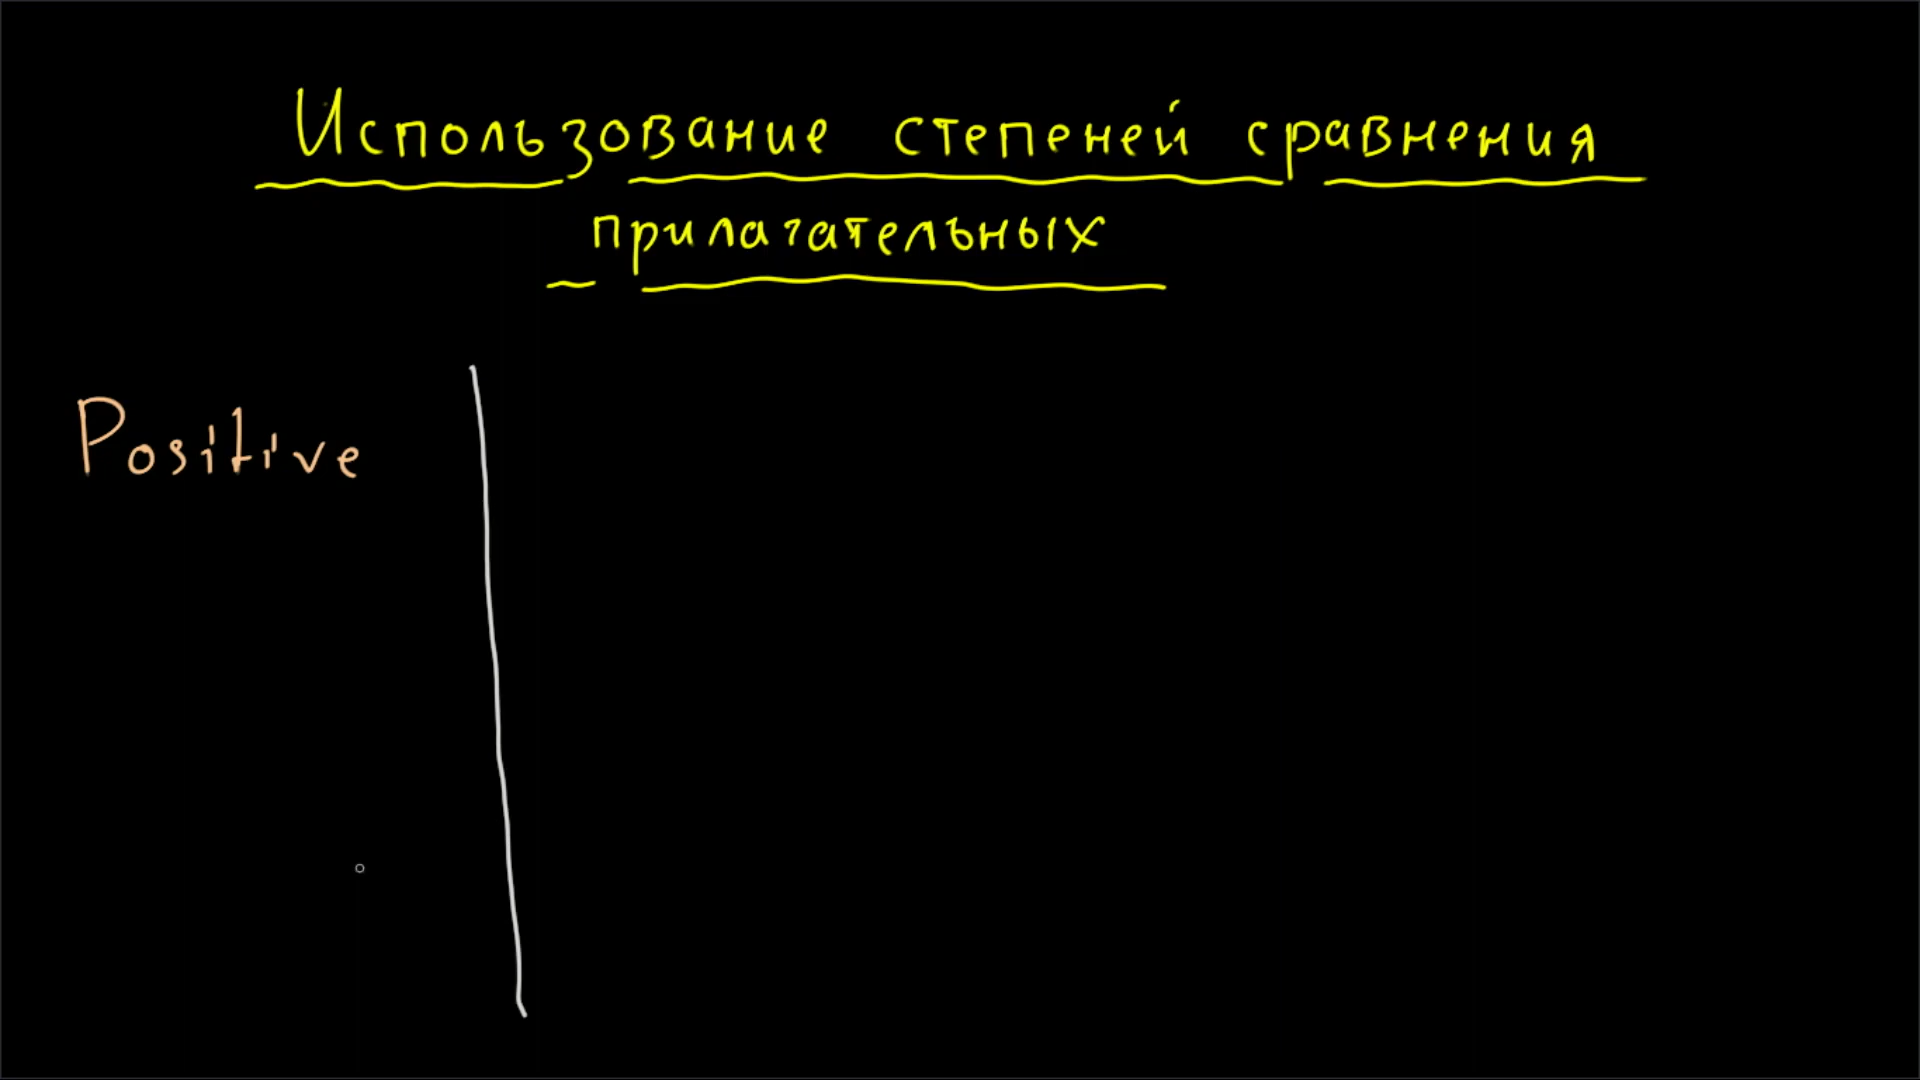 Использование степеней сравнения
прилагательных
Positive